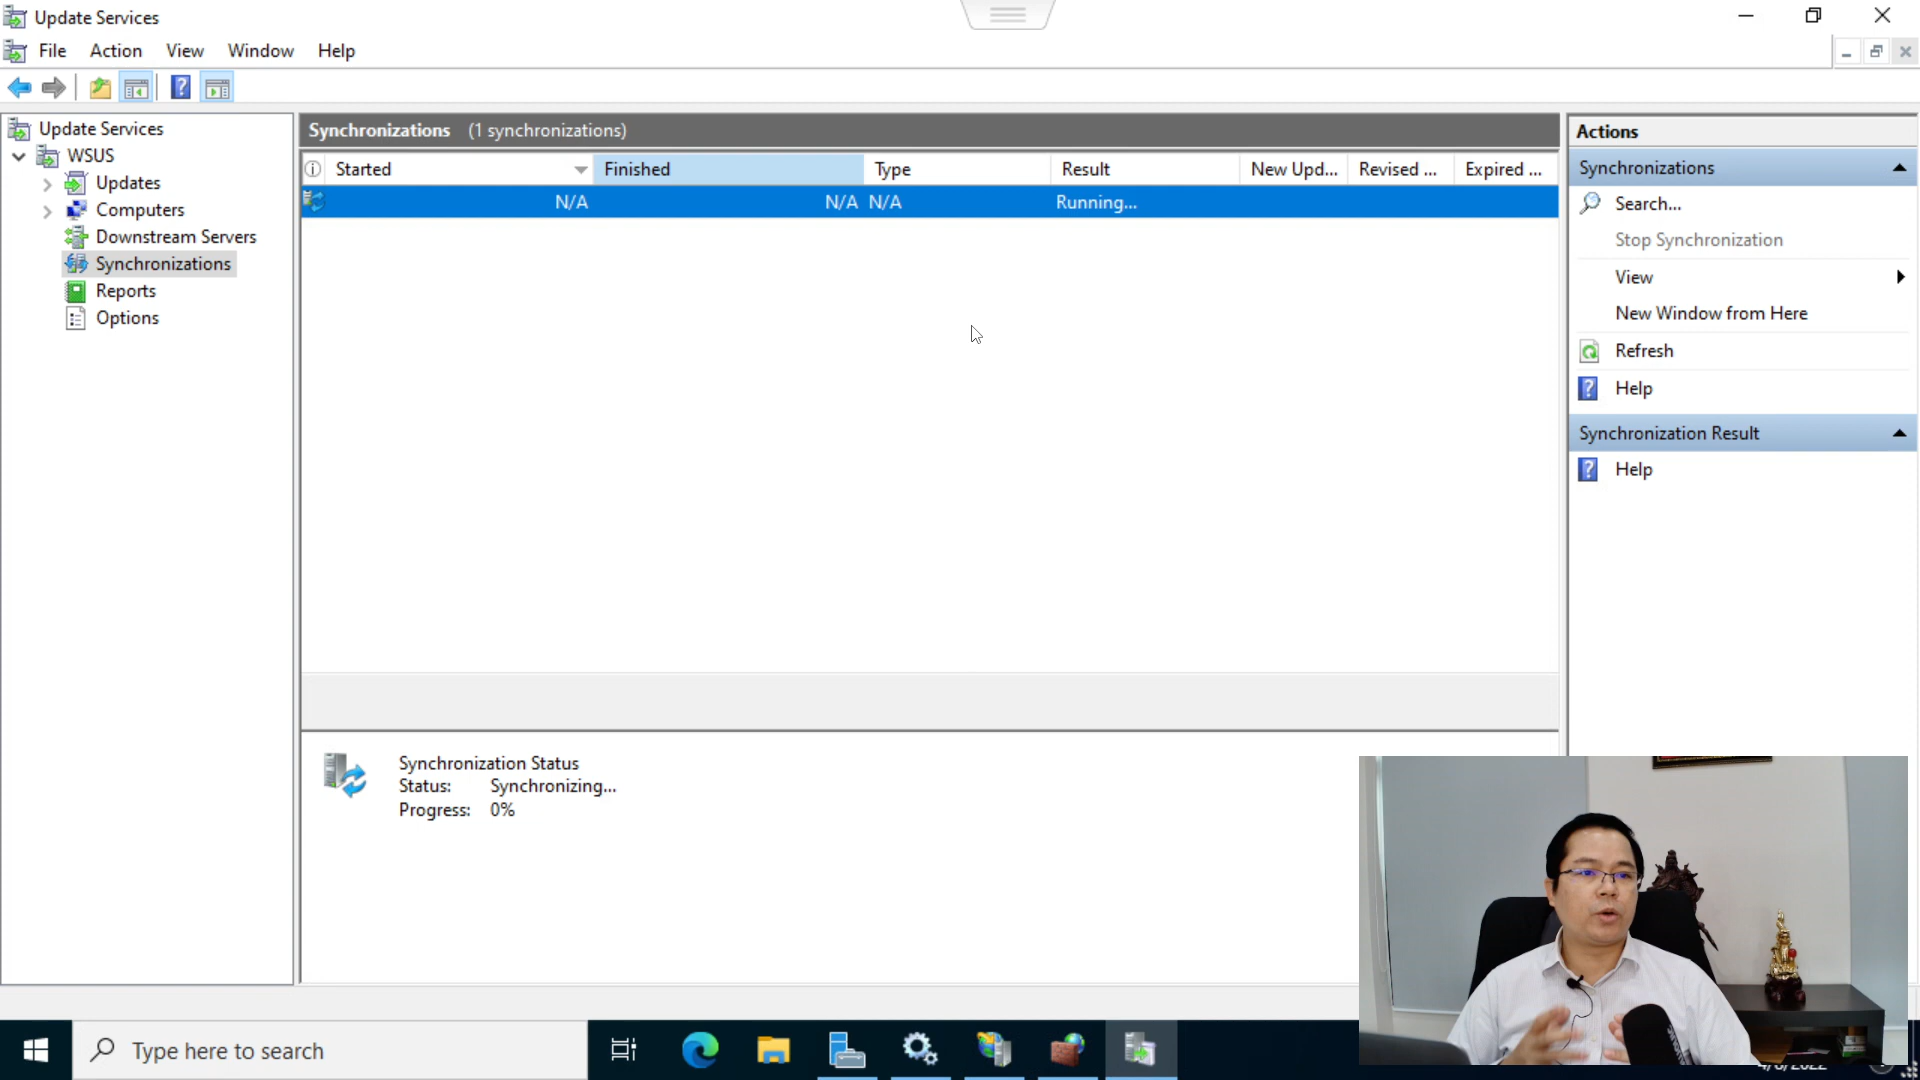 Update Services
File Action View Window Help
Update Services
WSUS
Updates
Computers
Downstream Servers
Synchronizations
Reports
Options
Synchronizations (1 synchronizations)
Started Finished Type Result New Upd... Revised ... Expired ...
N/A N/A N/A Running...
Synchronization Status
Status: Synchronizing...
Progress: 0%
Actions
Synchronizations
Search...
Stop Synchronization
View
New Window from Here
Refresh
Help
Synchronization Result
Help
Type here to search